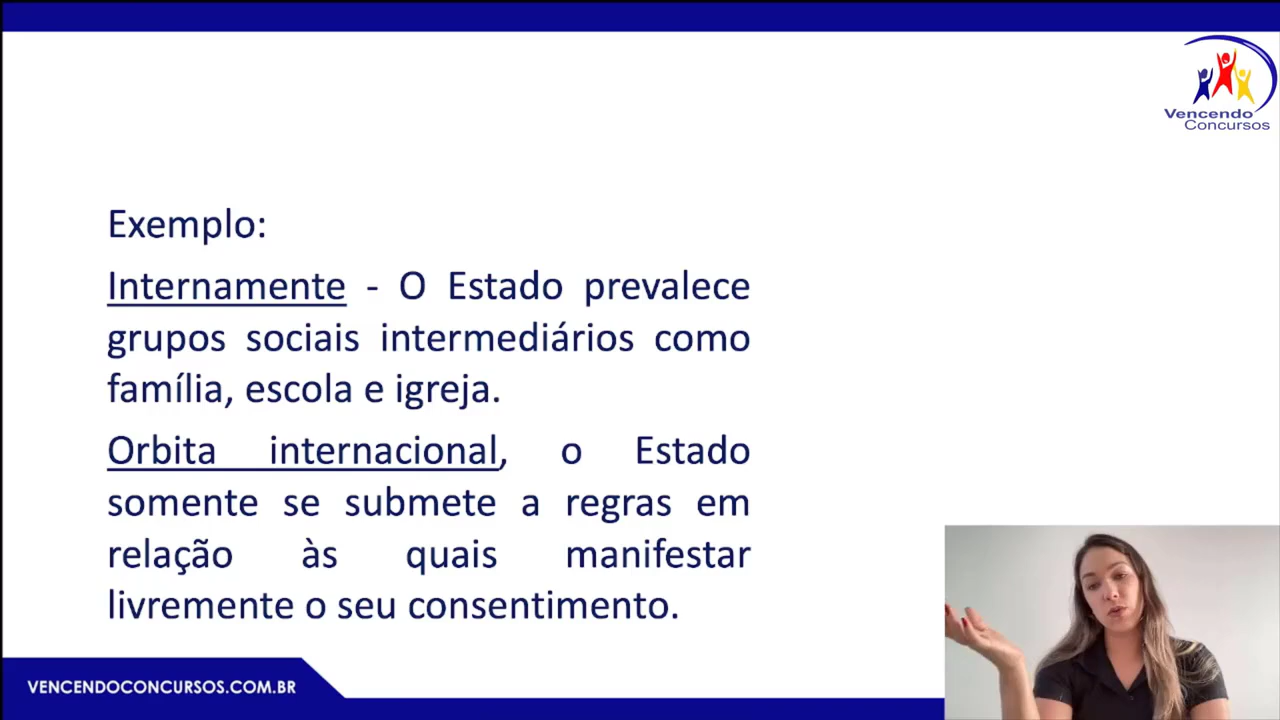 Vencendo
Concursos
Exemplo:
Internamente - O Estado prevalece
grupos sociais intermediários como
família, escola e igreja.
Orbita internacional, o Estado
somente se submete a regras em
relação às quais manifestar
livremente o seu consentimento.
VENCENDOCONCURSOS.COM.BR